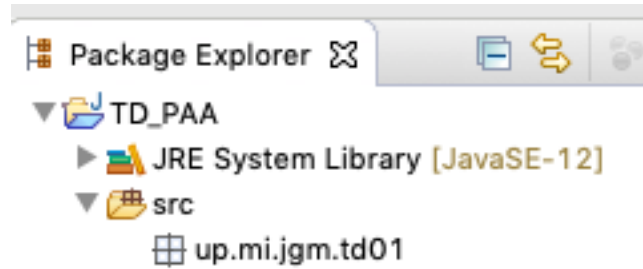 Package Explorer
TD_PAA
JRE System Library [JavaSE-12]
src
up.mi.jgm.td01